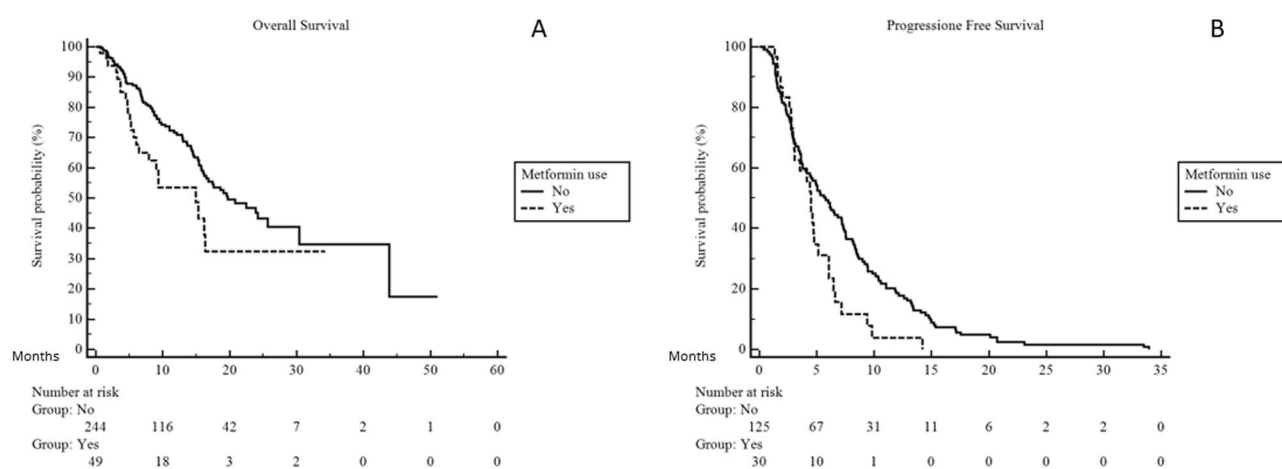 Overall Survival
A
Survival probability (%)
100
90
80
70
60
50
40
30
20
10
0
Months
0 10 20 30 40 50 60
Metformin use
No
Yes
Number at risk
Group: No
244 116 42 7 2 1 0
Group: Yes
49 18 3 2 0 0 0
Progressione Free Survival
B
Survival probability (%)
100
80
60
40
20
0
Months
0 5 10 15 20 25 30 35
Metformin use
No
Yes
Number at risk
Group: No
125 67 31 11 6 2 2 0
Group: Yes
30 10 1 0 0 0 0 0